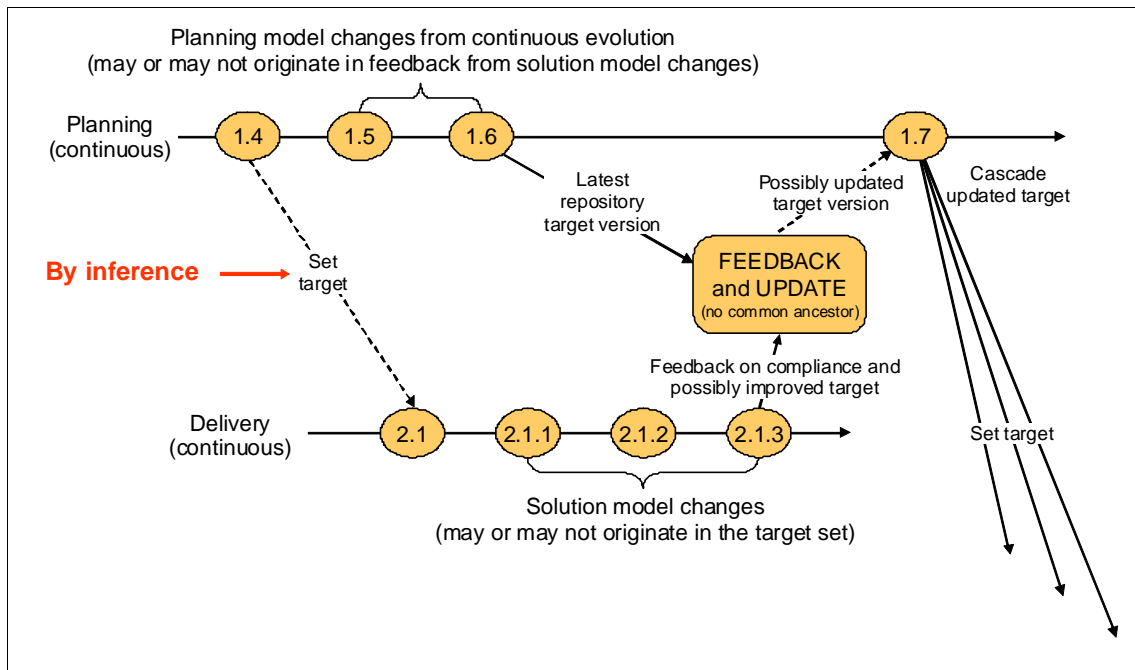 Planning model changes from continuous evolution
(may or may not originate in feedback from solution model changes)
Planning
(continuous)
1.4
1.5
1.6
1.7
Latest
repository
target version
Possibly updated
target version
Cascade
updated target
By inference
Set
target
FEEDBACK
and UPDATE
(no common ancestor)
Feedback on compliance and
possibly improved target
Delivery
(continuous)
2.1
2.1.1
2.1.2
2.1.3
Set target
Solution model changes
(may or may not originate in the target set)